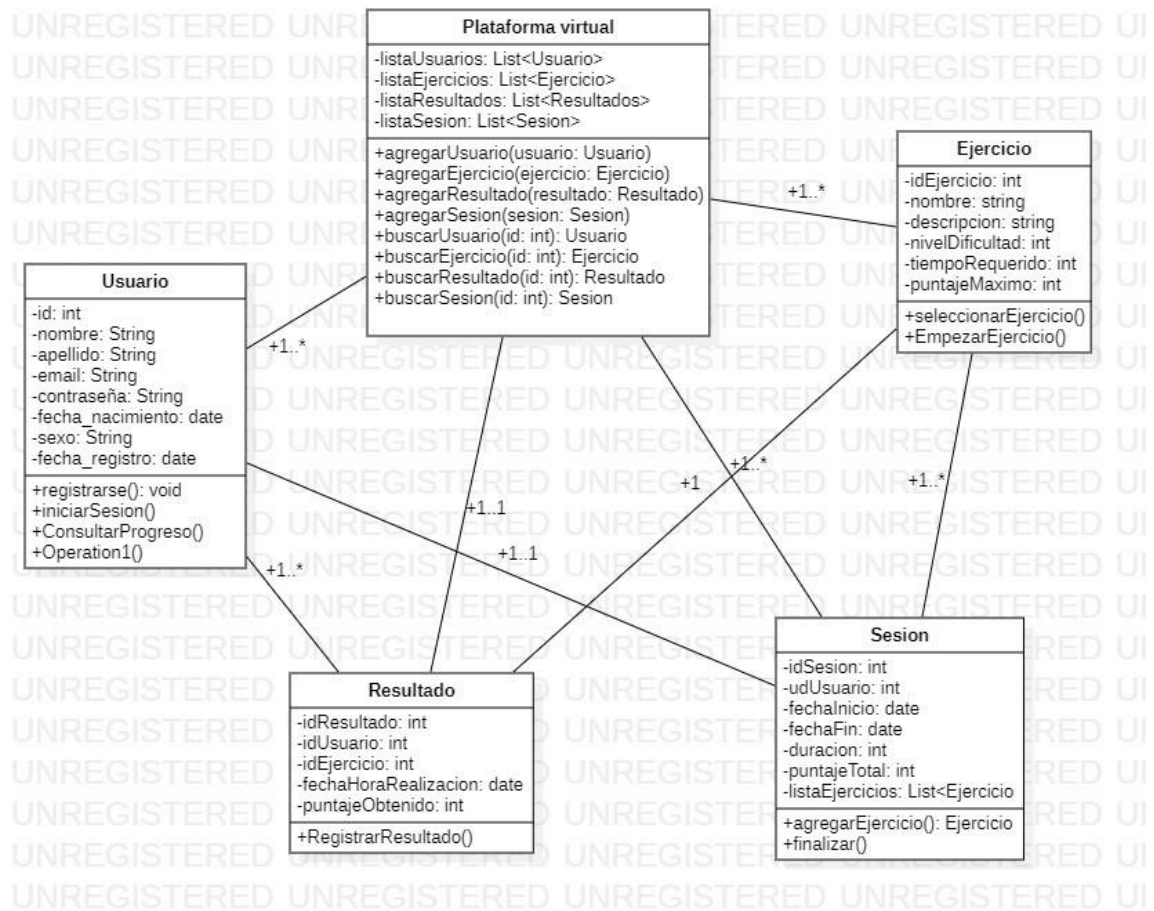 Plataforma virtual
-listaUsuarios: List<Usuario>
-listaEjercicios: List<Ejercicio>
-listaResultados: List<Resultados>
-listaSesion: List<Sesion>
+agregarUsuario(usuario: Usuario)
+agregarEjercicio(ejercicio: Ejercicio)
+agregarResultado(resultado: Resultado)
+agregarSesion(sesion: Sesion)
+buscarUsuario(id: int): Usuario
+buscarEjercicio(id: int): Ejercicio
+buscarResultado(id: int): Resultado
+buscarSesion(id: int): Sesion
Ejercicio
-idEjercicio: int
-nombre: string
-descripcion: string
-nivelDificultad: int
-tiempoRequerido: int
-puntajeMaximo: int
+seleccionarEjercicio()
+EmpezarEjercicio()
+1..*
Usuario
-id: int
-nombre: String
-apellido: String
-email: String
-contraseña: String
-fecha_nacimiento: date
-sexo: String
-fecha_registro: date
+registrarse(): void
+iniciarSesion()
+ConsultarProgreso()
+Operation1()
+1..*
+1..*
+1
+1..*
+1..1
+1..1
+1..*
Resultado
-idResultado: int
-idUsuario: int
-idEjercicio: int
-fechaHoraRealizacion: date
-puntajeObtenido: int
+RegistrarResultado()
Sesion
-idSesion: int
-udUsuario: int
-fechaInicio: date
-fechaFin: date
-duracion: int
-puntajeTotal: int
-listaEjercicios: List<Ejercicio
+agregarEjercicio(): Ejercicio
+finalizar()
UNREGISTERED UNREGISTERED UNREGISTERED UNREGISTERED UI